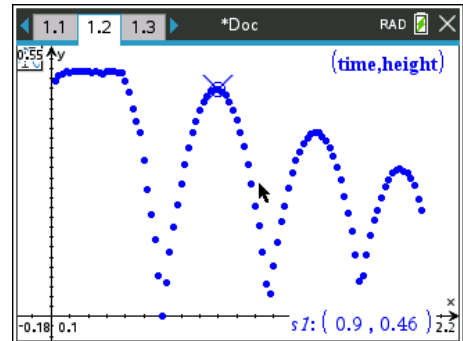 1.1 1.2 1.3 *Doc RAD
0.55 y
(time,height)
x
-0.18 0.1 s1:( 0.9 , 0.46 ) 2.2